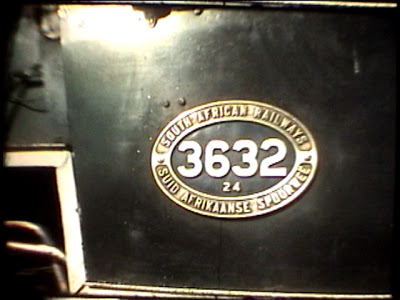 SOUTH AFRICAN RAILWAYS
3632
24
SUID AFRIKAANSE SPOORWEË